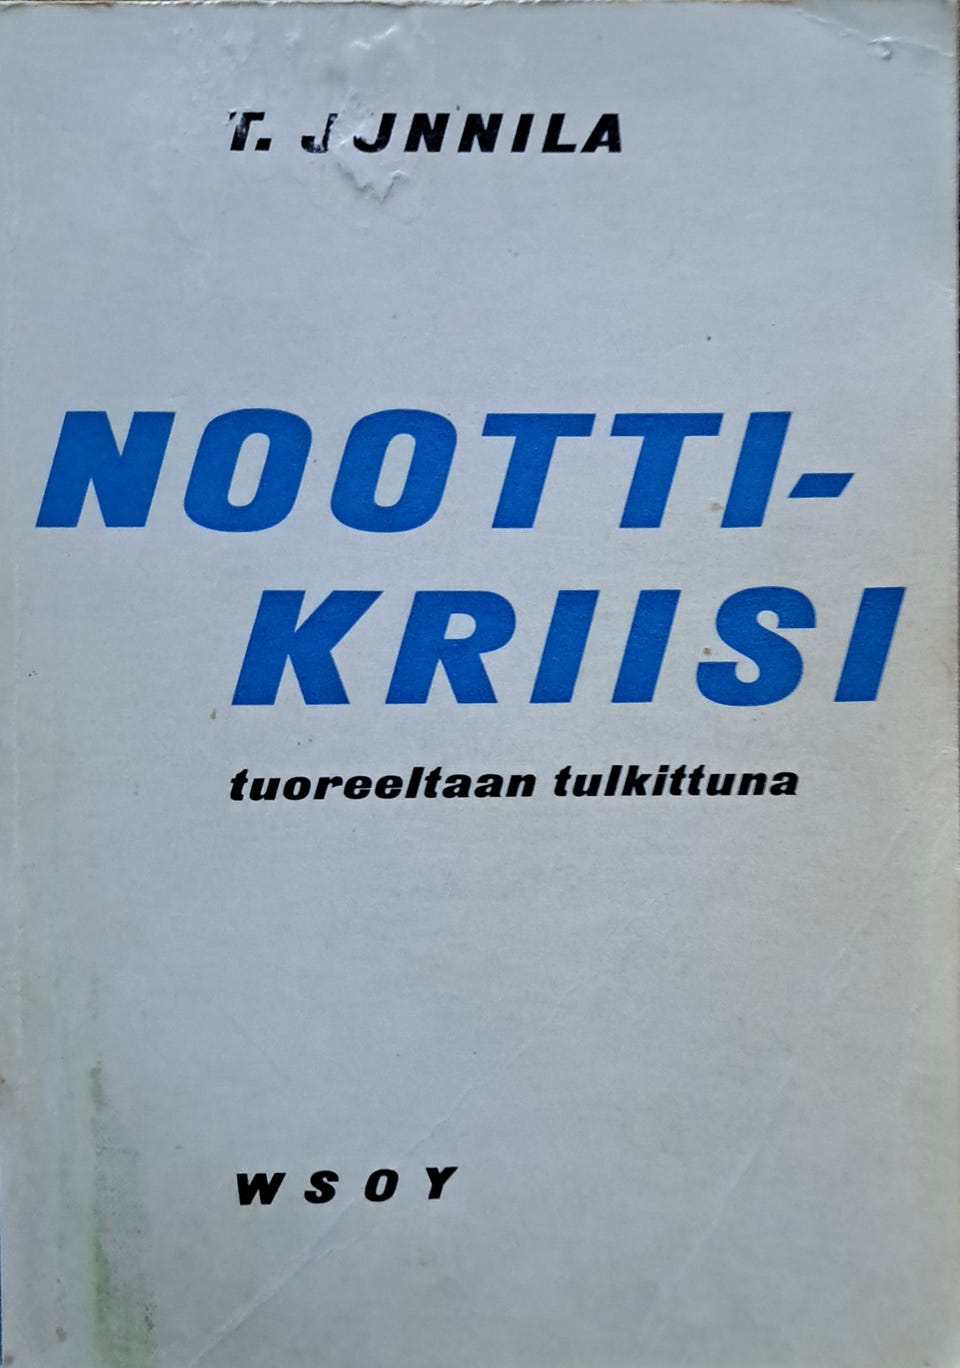 T. JUNNILA
NOOTTI-
KRIISI
tuoreeltaan tulkittuna
WSOY